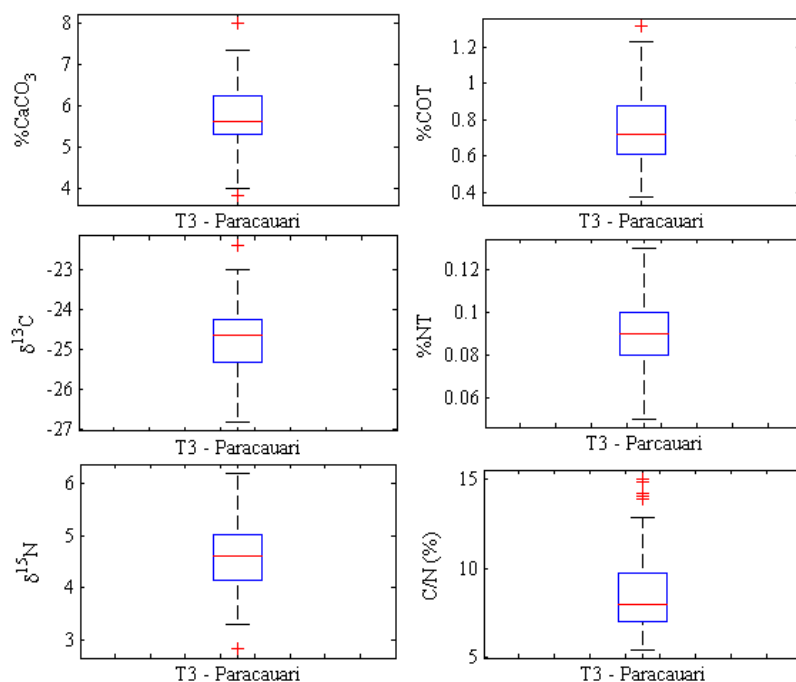 %CaCO3
8
7
6
5
4
T3 - Paracauari
%COT
1.2
1
0.8
0.6
0.4
T3 - Paracauari
δ13C
-23
-24
-25
-26
-27
T3 - Paracauari
%NT
0.12
0.1
0.08
0.06
T3 - Parcauari
δ15N
6
5
4
3
T3 - Paracauari
C/N (%)
15
10
5
T3 - Paracauari